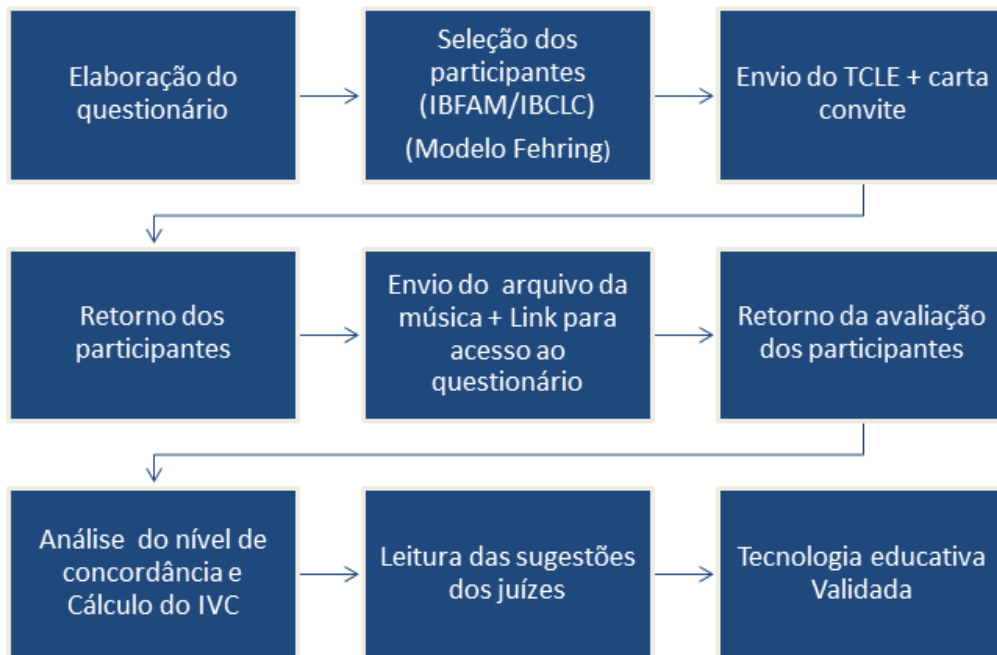 Elaboração do
questionário
Seleção dos
participantes
(IBFAM/IBCLC)
(Modelo Fehring)
Envio do TCLE + carta
convite
Retorno dos
participantes
Envio do arquivo da
música + Link para
acesso ao
questionário
Retorno da avaliação
dos participantes
Análise do nível de
concordância e
Cálculo do IVC
Leitura das sugestões
dos juízes
Tecnologia educativa
Validada